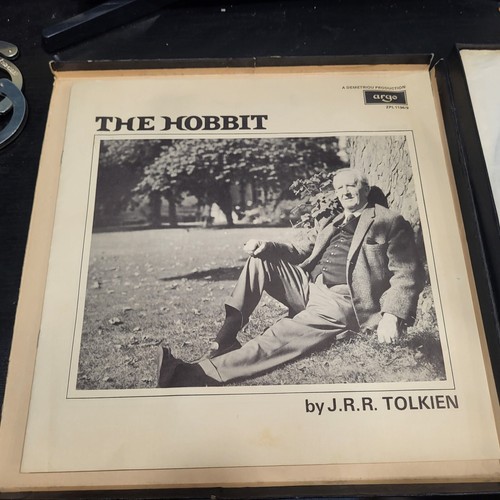 A DEMETRIOU PRODUCTION
argo
THE HOBBIT
by J.R.R. TOLKIEN